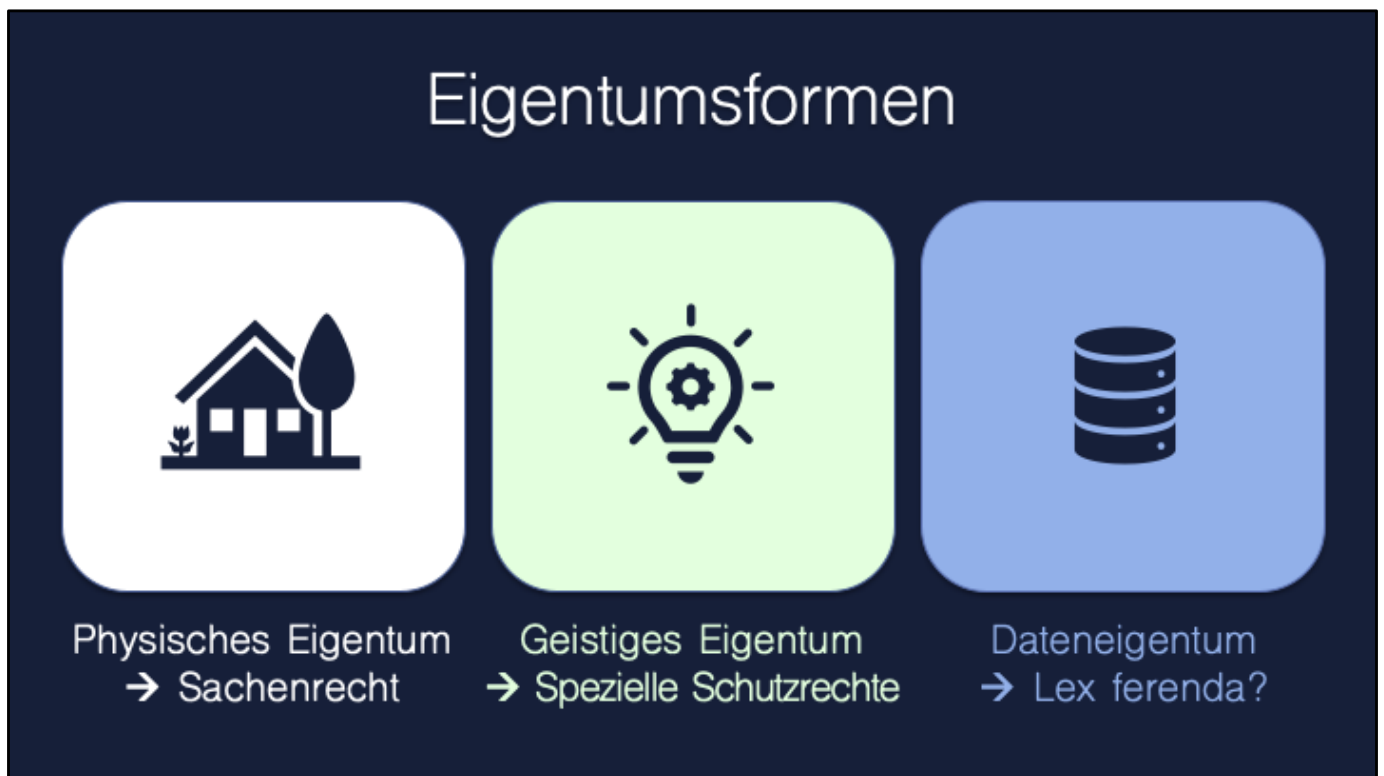 Eigentumsformen
Physisches Eigentum
→ Sachenrecht
Geistiges Eigentum
→ Spezielle Schutzrechte
Dateneigentum
→ Lex ferenda?